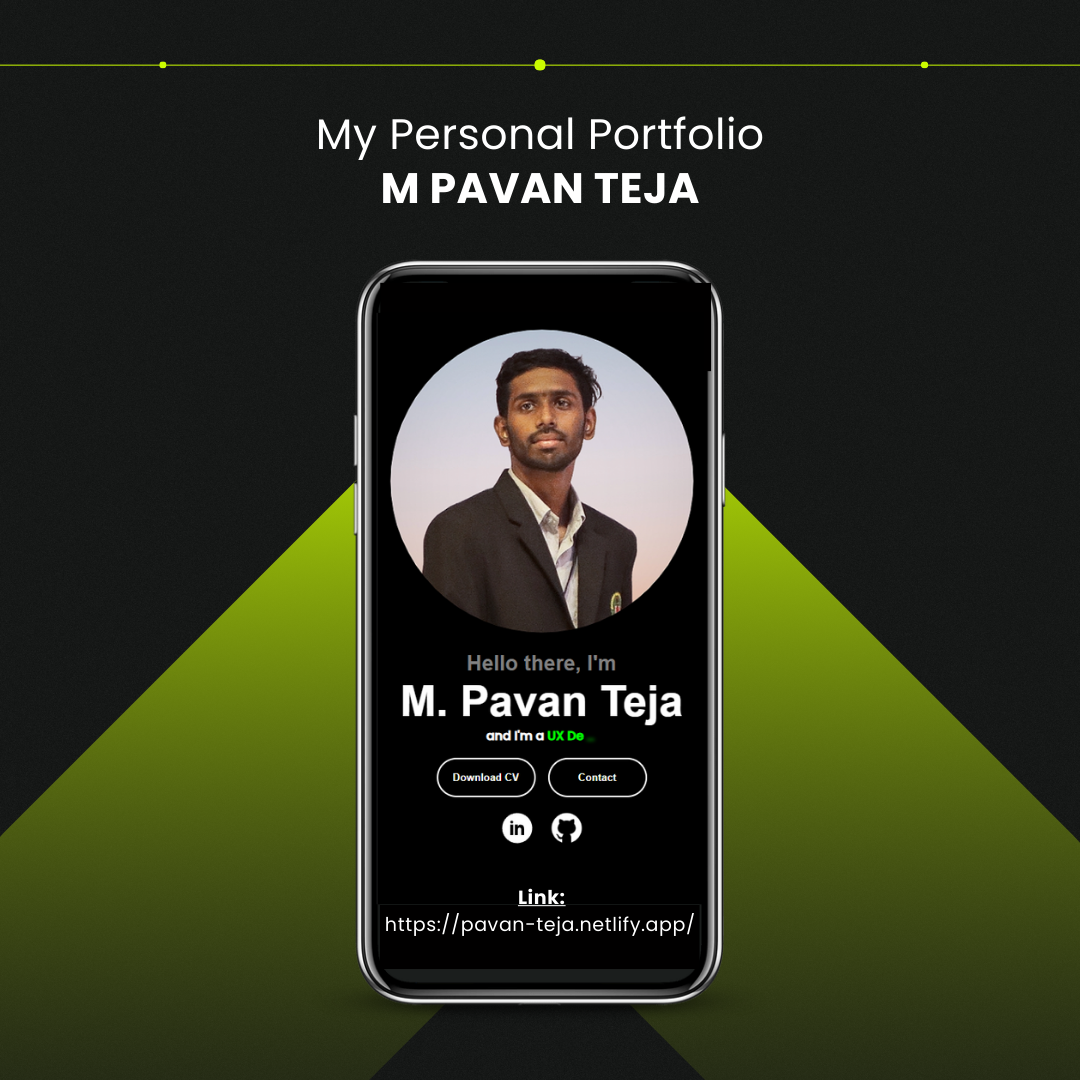 My Personal Portfolio
M PAVAN TEJA
Hello there, I'm
M. Pavan Teja
and I'm a UX De _
Download CV
Contact
in
Link:
https://pavan-teja.netlify.app/